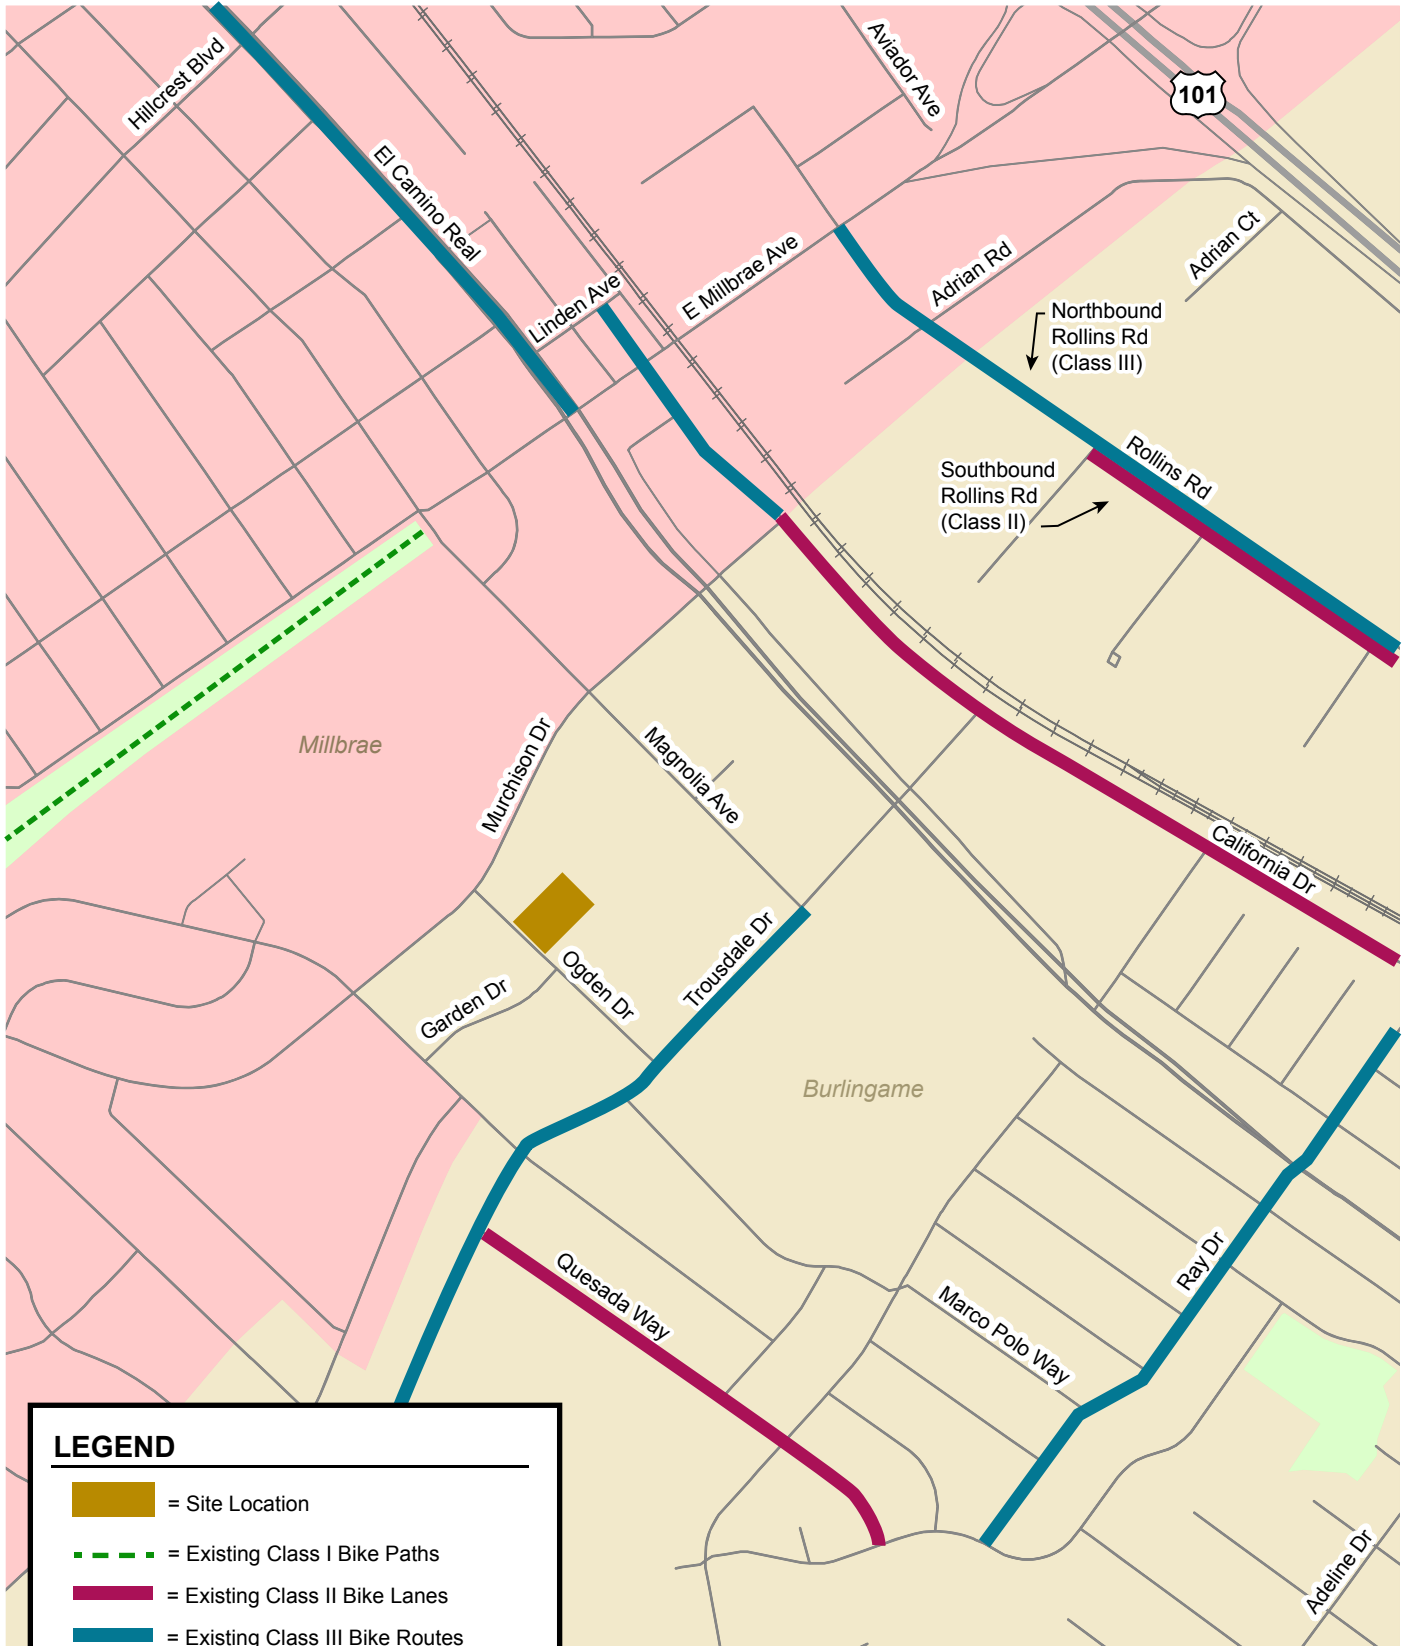 Hillcrest Blvd
El Camino Real
Aviador Ave
101
Linden Ave
E Millbrae Ave
Adrian Rd
Adrian Ct
Northbound
Rollins Rd
(Class III)
Rollins Rd
Southbound
Rollins Rd
(Class II)
Millbrae
Murchison Dr
Magnolia Ave
California Dr
Garden Dr
Ogden Dr
Trousdale Dr
Burlingame
Quesada Way
Marco Polo Way
Ray Dr
Adeline Dr
LEGEND
= Site Location
= Existing Class I Bike Paths
= Existing Class II Bike Lanes
= Existing Class III Bike Routes